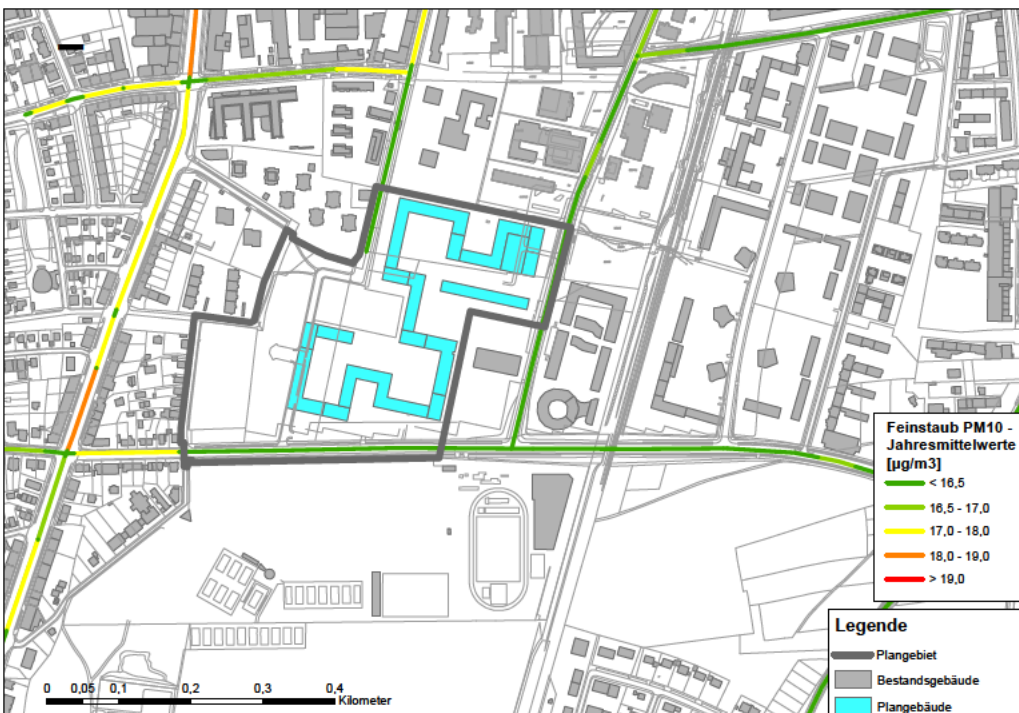 Feinstaub PM10 -
Jahresmittelwerte
[µg/m3]
< 16,5
16,5 - 17,0
17,0 - 18,0
18,0 - 19,0
> 19,0
Legende
Plangebiet
Bestandsgebäude
Plangebäude
0 0,05 0,1 0,2 0,3 0,4
Kilometer